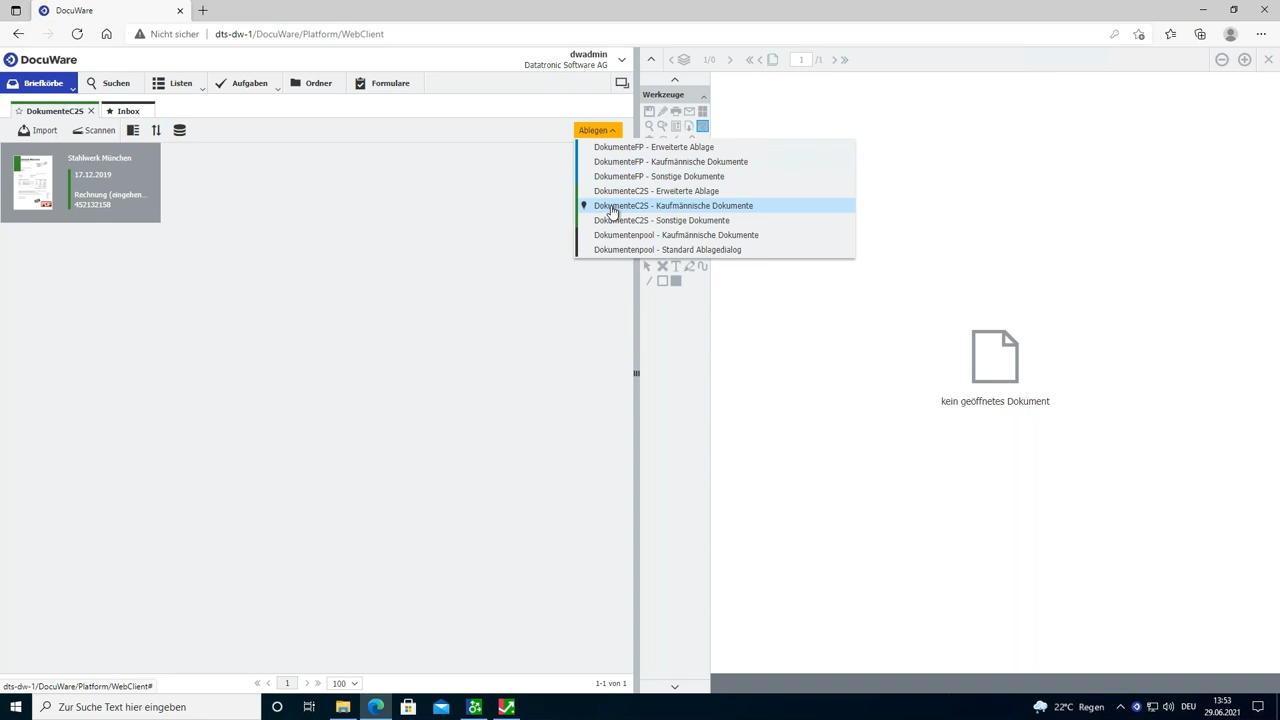 DocuWare
Nicht sicher
dts-dw-1/DocuWare/Platform/WebClient
DocuWare
dwadmin
Datatronic Software AG
1/0
1
/1
Briefkörbe
Suchen
Listen
Aufgaben
Ordner
Formulare
Werkzeuge
DokumenteC2S
Inbox
Import
Scannen
Ablegen
DokumenteFP - Erweiterte Ablage
DokumenteFP - Kaufmännische Dokumente
DokumenteFP - Sonstige Dokumente
DokumenteC2S - Erweiterte Ablage
DokumenteC2S - Kaufmännische Dokumente
DokumenteC2S - Sonstige Dokumente
Dokumentenpool - Kaufmännische Dokumente
Dokumentenpool - Standard Ablagedialog
Stahlwerk München
17.12.2019
Rechnung (eingehen...
452132158
PDF
kein geöffnetes Dokument
dts-dw-1/DocuWare/Platform/WebClient#
1
100
1-1 von 1
Zur Suche Text hier eingeben
22°C Regen
DEU
13:53
29.06.2021